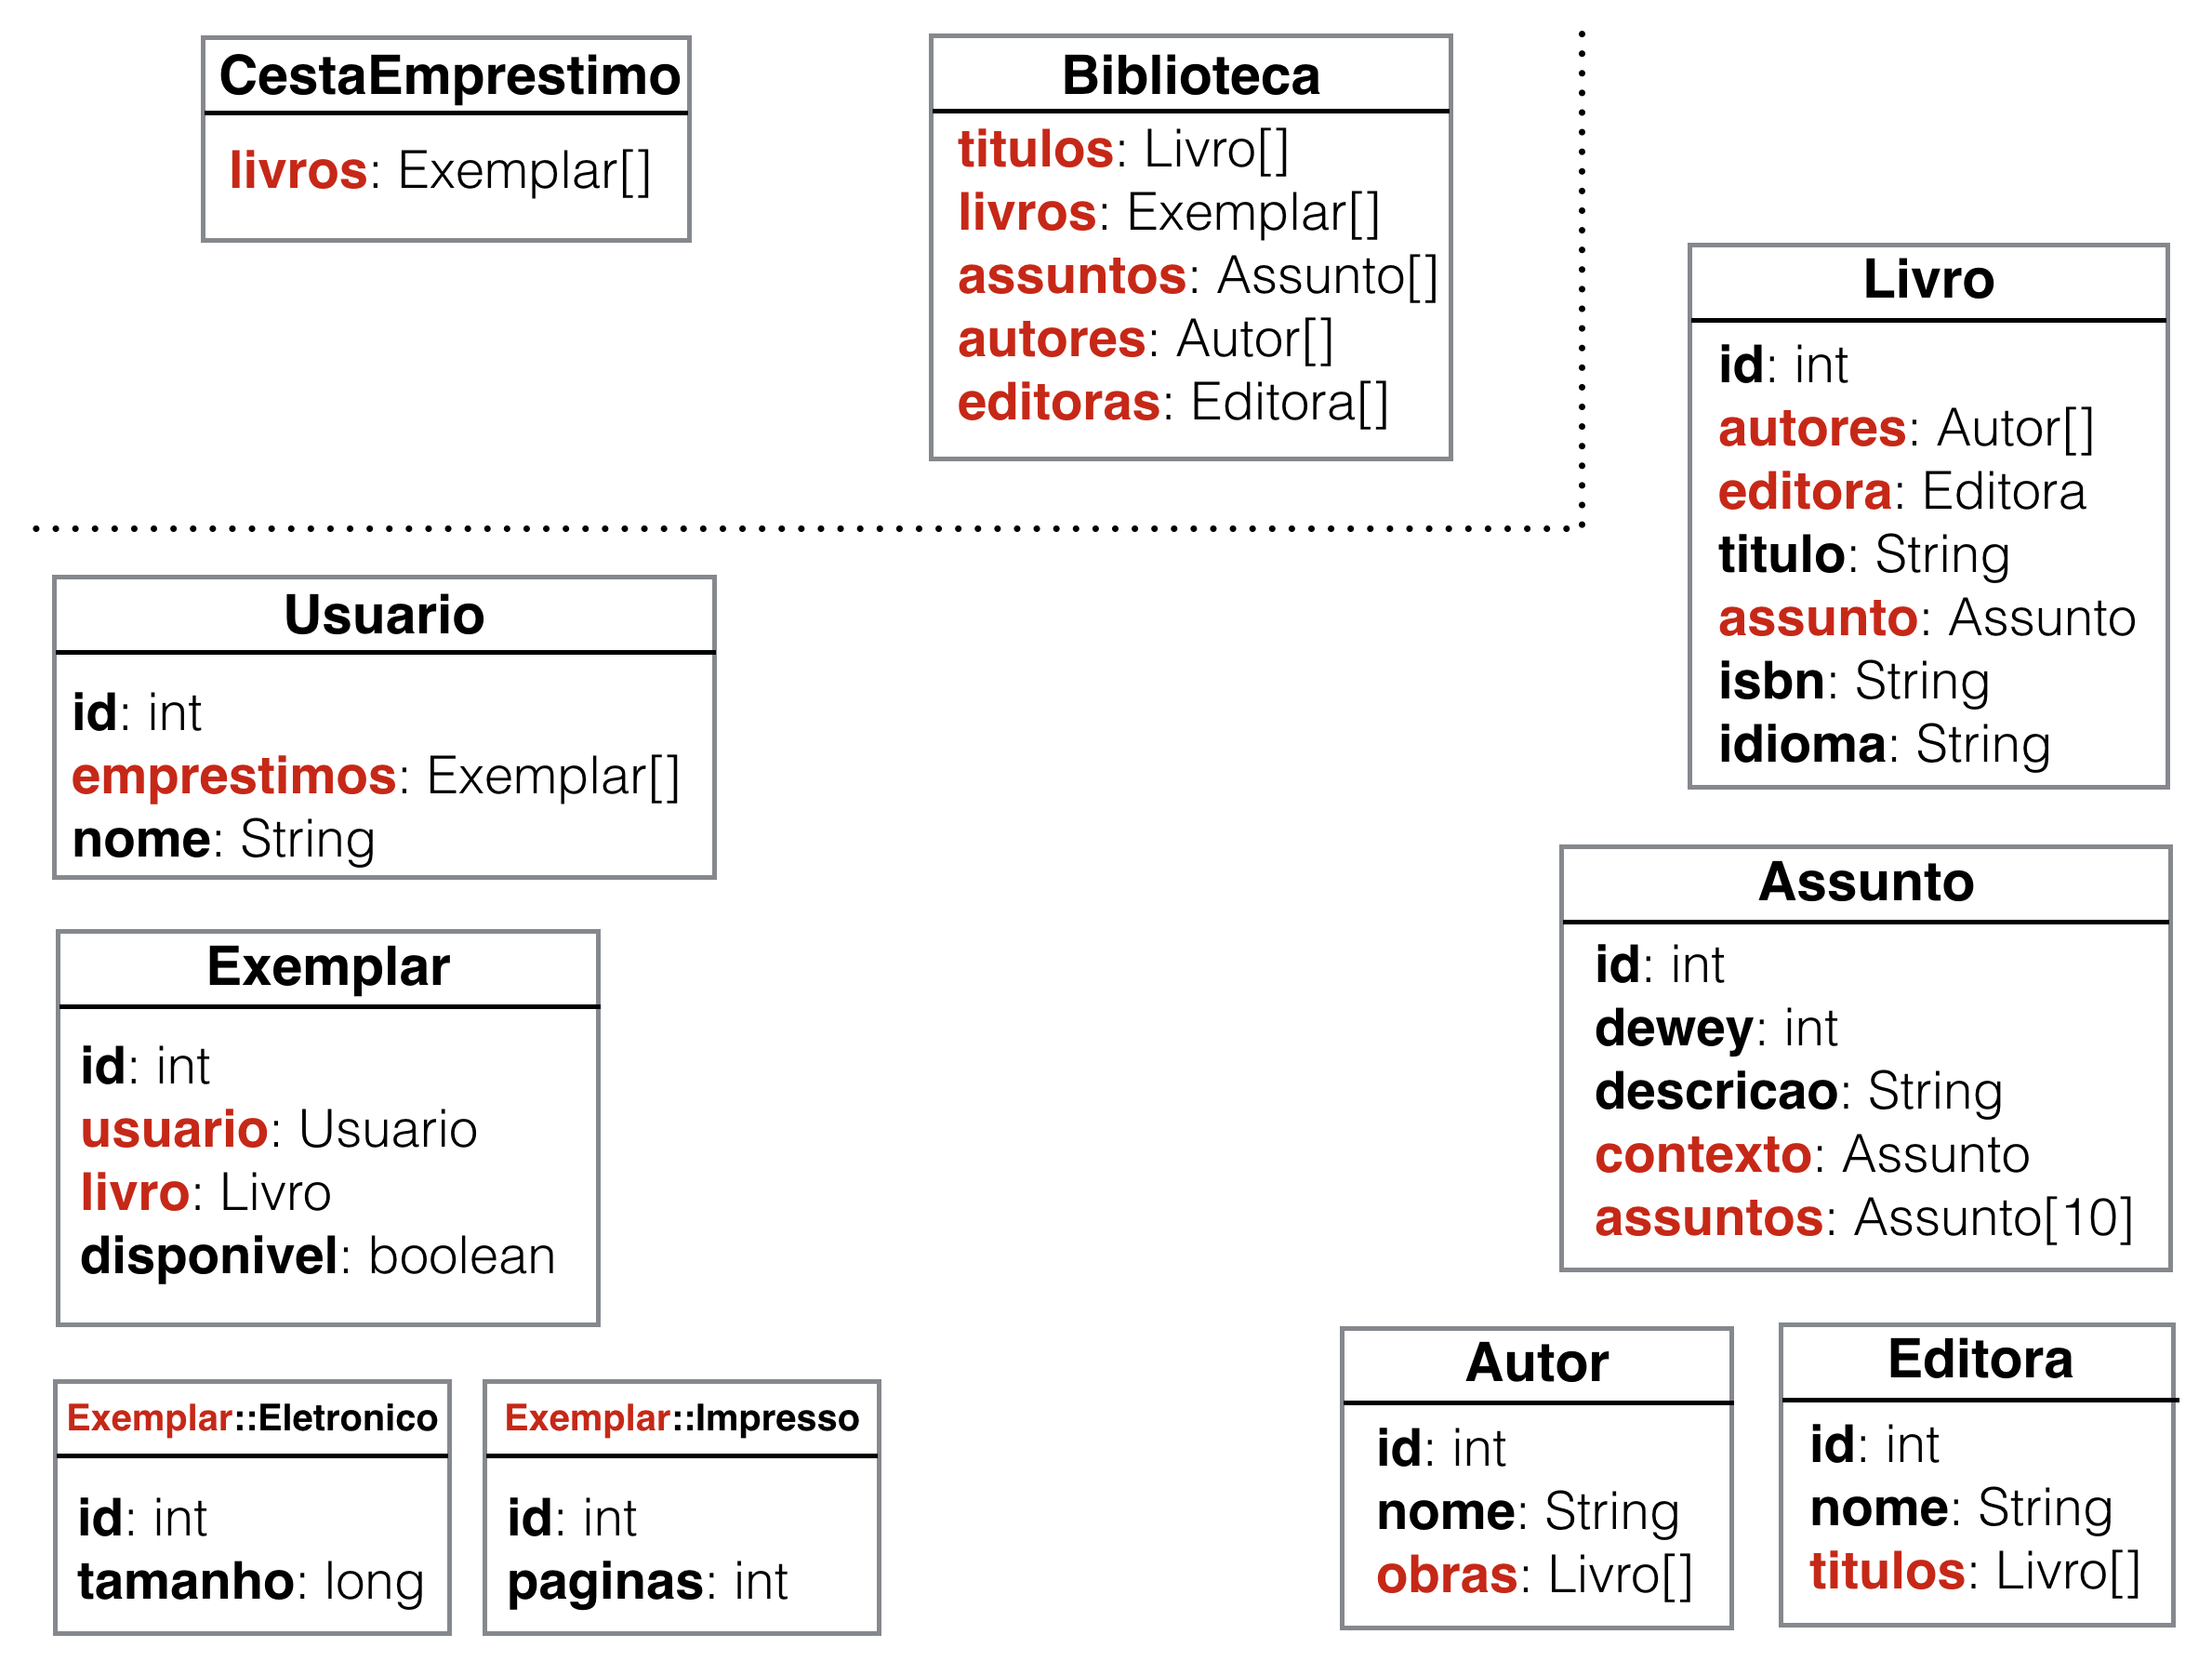 CestaEmprestimo
livros: Exemplar[]
Biblioteca
titulos: Livro[]
livros: Exemplar[]
assuntos: Assunto[]
autores: Autor[]
editoras: Editora[]
Livro
id: int
autores: Autor[]
editora: Editora
titulo: String
assunto: Assunto
isbn: String
idioma: String
Usuario
id: int
emprestimos: Exemplar[]
nome: String
Exemplar
id: int
usuario: Usuario
livro: Livro
disponivel: boolean
Assunto
id: int
dewey: int
descricao: String
contexto: Assunto
assuntos: Assunto[10]
Exemplar::Eletronico
id: int
tamanho: long
Exemplar::Impresso
id: int
paginas: int
Autor
id: int
nome: String
obras: Livro[]
Editora
id: int
nome: String
titulos: Livro[]